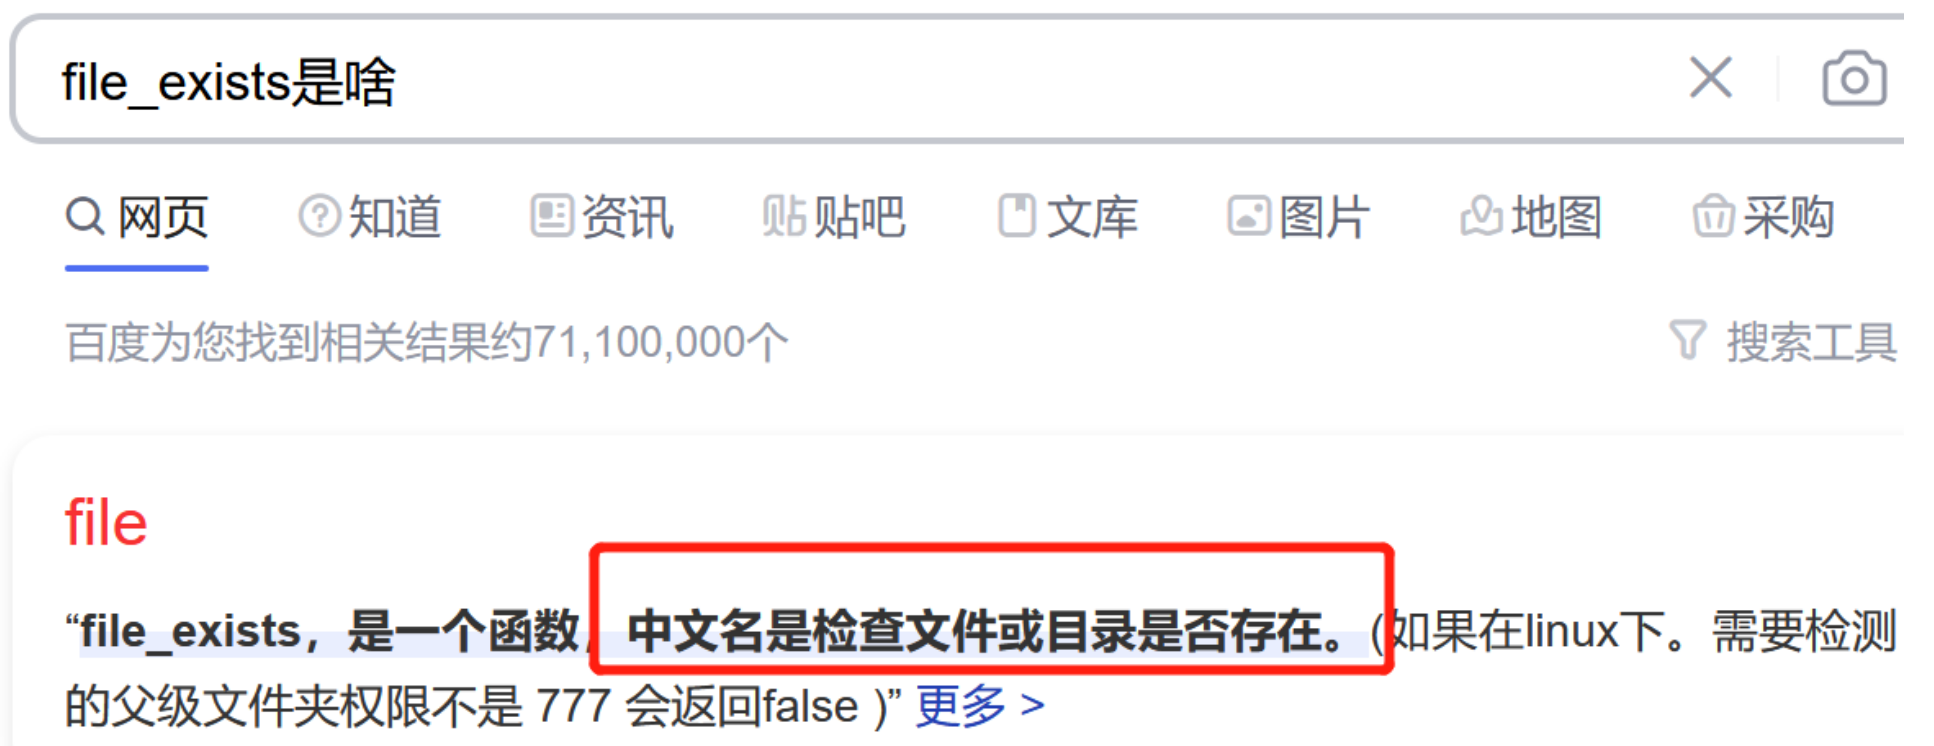 file_exists是啥
网页 知道 资讯 贴 贴吧 文库 图片 地图 采购
百度为您找到相关结果约71,100,000个 搜索工具
file
“file_exists，是一个函数，中文名是检查文件或目录是否存在。(如果在linux下。需要检测
的父级文件夹权限不是 777 会返回false )” 更多 >